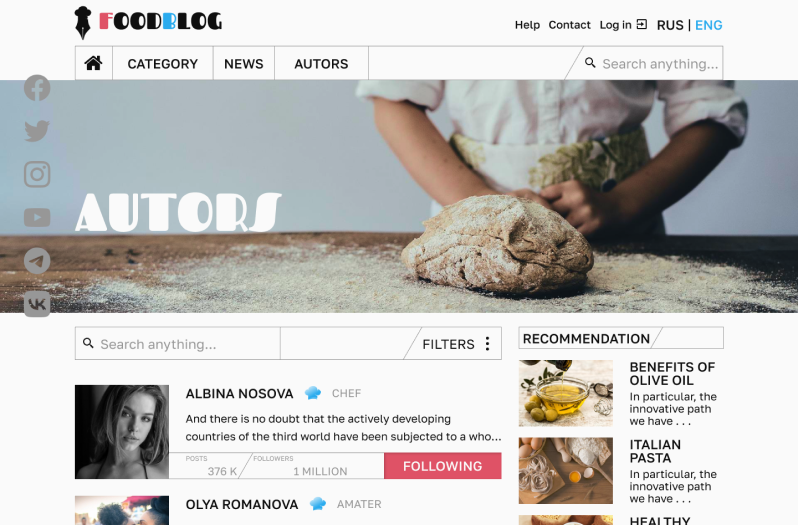 FOODBLOG
Help Contact Log in RUS | ENG
CATEGORY NEWS AUTORS Search anything...
AUTORS
Search anything... FILTERS
RECOMMENDATION
ALBINA NOSOVA CHEF
And there is no doubt that the actively developing
countries of the third world have been subjected to a who...
POSTS FOLLOWERS
376 K 1 MILLION FOLLOWING
OLYA ROMANOVA AMATER
BENEFITS OF
OLIVE OIL
In particular, the
innovative path
we have . . .
ITALIAN
PASTA
In particular, the
innovative path
we have . . .
HEALTHY